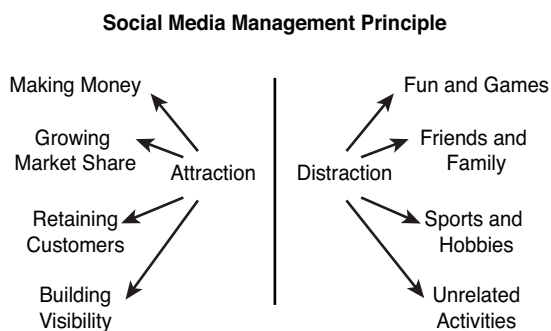 Social Media Management Principle
Making Money
Growing
Market Share
Attraction
Retaining
Customers
Building
Visibility
Fun and Games
Friends and
Family
Distraction
Sports and
Hobbies
Unrelated
Activities